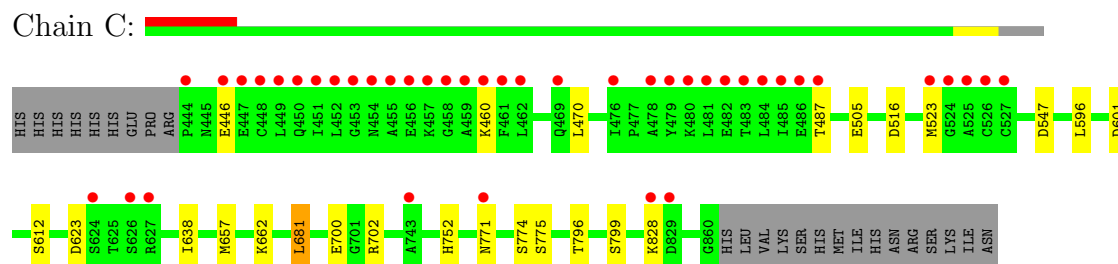 Chain C:
HIS HIS HIS HIS HIS HIS GLU PRO ARG P444 N445 E446 E447 C448 L449 Q450 I451 L452 G453 N454 A455 E456 K457 G458 A459 K460 F461 L462 Q469 L470 I476 P477 A478 Y479 K480 L481 E482 T483 L484 I485 E486 T487 E505 D516 M523 G524 A525 C526 C527 D547 L596 D601
S612 D623 S624 T625 S626 R627 I638 M657 K662 L681 E700 G701 R702 A743 H752 N771 S774 S775 T796 S799 K828 D829 G860 HIS LEU VAL LYS SER HIS MET ILE HIS ASN ARG SER LYS ILE ASN